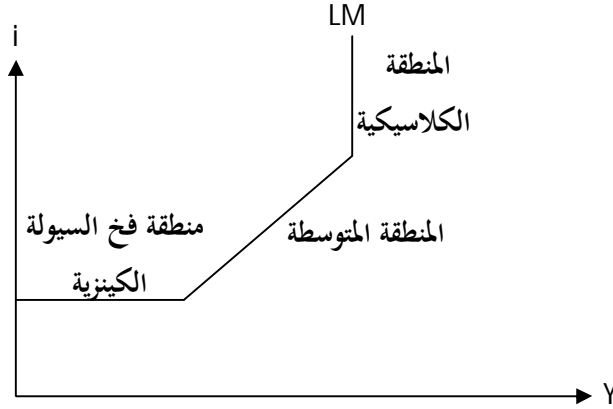 LM
i
المنطقة
الكلاسيكية
منطقة فخ السيولة
المنطقة المتوسطة
الكينزية
Y